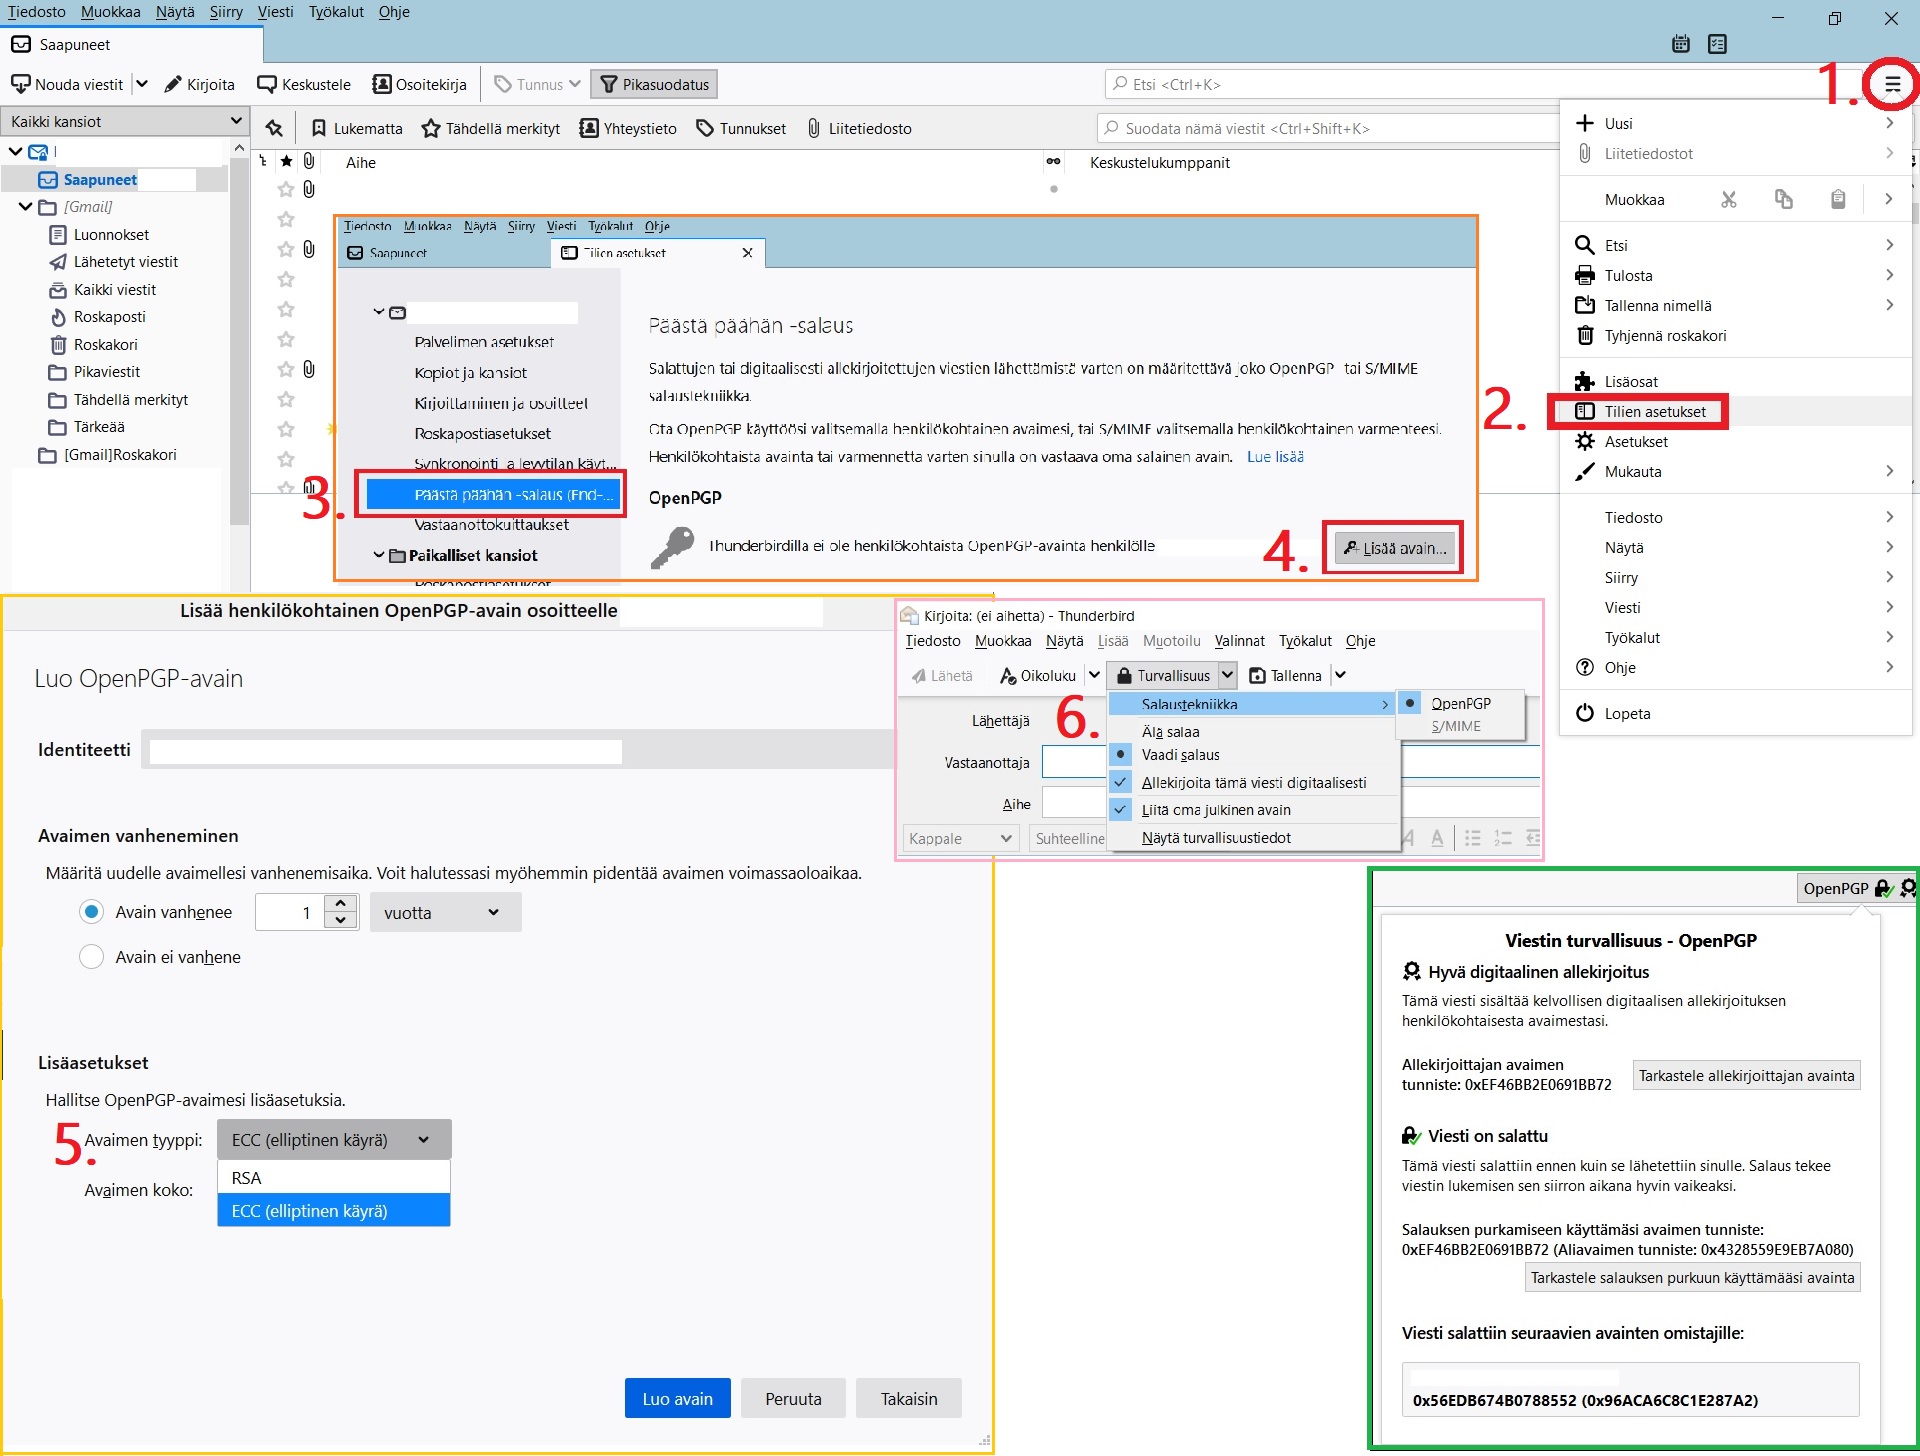 Tiedosto Muokkaa Näytä Siirry Viesti Työkalut Ohje
Saapuneet
Nouda viestit Kirjoita Keskustele Osoitekirja Tunnus Pikasuodatus Etsi <Ctrl+K>
1.
Kaikki kansiot
Lukematta Tähdellä merkityt Yhteystieto Tunnukset Liitetiedosto Suodata nämä viestit <Ctrl+Shift+K>
Aihe Keskustelukumppanit
Saapuneet
[Gmail]
Luonnokset
Lähetetyt viestit
Kaikki viestit
Roskaposti
Roskakori
Pikaviestit
Tähdellä merkityt
Tärkeää
[Gmail]Roskakori
Uusi
Liitetiedostot
Muokkaa
Etsi
Tulosta
Tallenna nimellä
Tyhjennä roskakori
Lisäosat
2.
Tilien asetukset
Asetukset
Mukauta
Tiedosto
Näytä
Siirry
Viesti
Työkalut
Ohje
Lopeta
Tiedosto Muokkaa Näytä Siirry Viesti Työkalut Ohje
Saapuneet Tilien asetukset
Palvelimen asetukset
Kopiot ja kansiot
Kirjoittaminen ja osoitteet
Roskapostiasetukset
Synkronointi ja levytilan käyt...
3.
Päästä päähän -salaus (End-...
Vastaanottokuittaukset
Paikalliset kansiot
Roskapostiasetukset
Päästä päähän -salaus
Salattujen tai digitaalisesti allekirjoitettujen viestien lähettämistä varten on määritettävä joko OpenPGP- tai S/MIME
salaustekniikka.
Ota OpenPGP käyttöösi valitsemalla henkilökohtainen avaimesi, tai S/MIME valitsemalla henkilökohtainen varmenteesi.
Henkilökohtaista avainta tai varmennetta varten sinulla on vastaava oma salainen avain. Lue lisää
OpenPGP
Thunderbirdilla ei ole henkilökohtaista OpenPGP-avainta henkilölle
4.
Lisää avain...
Lisää henkilökohtainen OpenPGP-avain osoitteelle
Luo OpenPGP-avain
Identiteetti
Avaimen vanheneminen
Määritä uudelle avaimellesi vanhenemisaika. Voit halutessasi myöhemmin pidentää avaimen voimassaoloaikaa.
Avain vanhenee 1 vuotta
Avain ei vanhene
Lisäasetukset
Hallitse OpenPGP-avaimesi lisäasetuksia.
5.
Avaimen tyyppi: ECC (elliptinen käyrä)
RSA
Avaimen koko:
ECC (elliptinen käyrä)
Luo avain Peruuta Takaisin
Kirjoita: (ei aihetta) - Thunderbird
Tiedosto Muokkaa Näytä Lisää Muotoilu Valinnat Työkalut Ohje
Lähetä Oikoluku Turvallisuus Tallenna
6.
Salaustekniikka OpenPGP
S/MIME
Lähettäjä
Älä salaa
Vaadi salaus
Vastaanottaja
Allekirjoita tämä viesti digitaalisesti
Aihe
Liitä oma julkinen avain
Kappale Suhteellinen
Näytä turvallisuustiedot
OpenPGP
Viestin turvallisuus - OpenPGP
Hyvä digitaalinen allekirjoitus
Tämä viesti sisältää kelvollisen digitaalisen allekirjoituksen
henkilökohtaisesta avaimestasi.
Allekirjoittajan avaimen
tunniste: 0xEF46BB2E0691BB72
Tarkastele allekirjoittajan avainta
Viesti on salattu
Tämä viesti salattiin ennen kuin se lähetettiin sinulle. Salaus tekee
viestin lukemisen sen siirron aikana hyvin vaikeaksi.
Salauksen purkamiseen käyttämäsi avaimen tunniste:
0xEF46BB2E0691BB72 (Aliavaimen tunniste: 0x4328559E9EB7A080)
Tarkastele salauksen purkuun käyttämääsi avainta
Viesti salattiin seuraavien avainten omistajille:
0x56EDB674B0788552 (0x96ACA6C8C1E287A2)